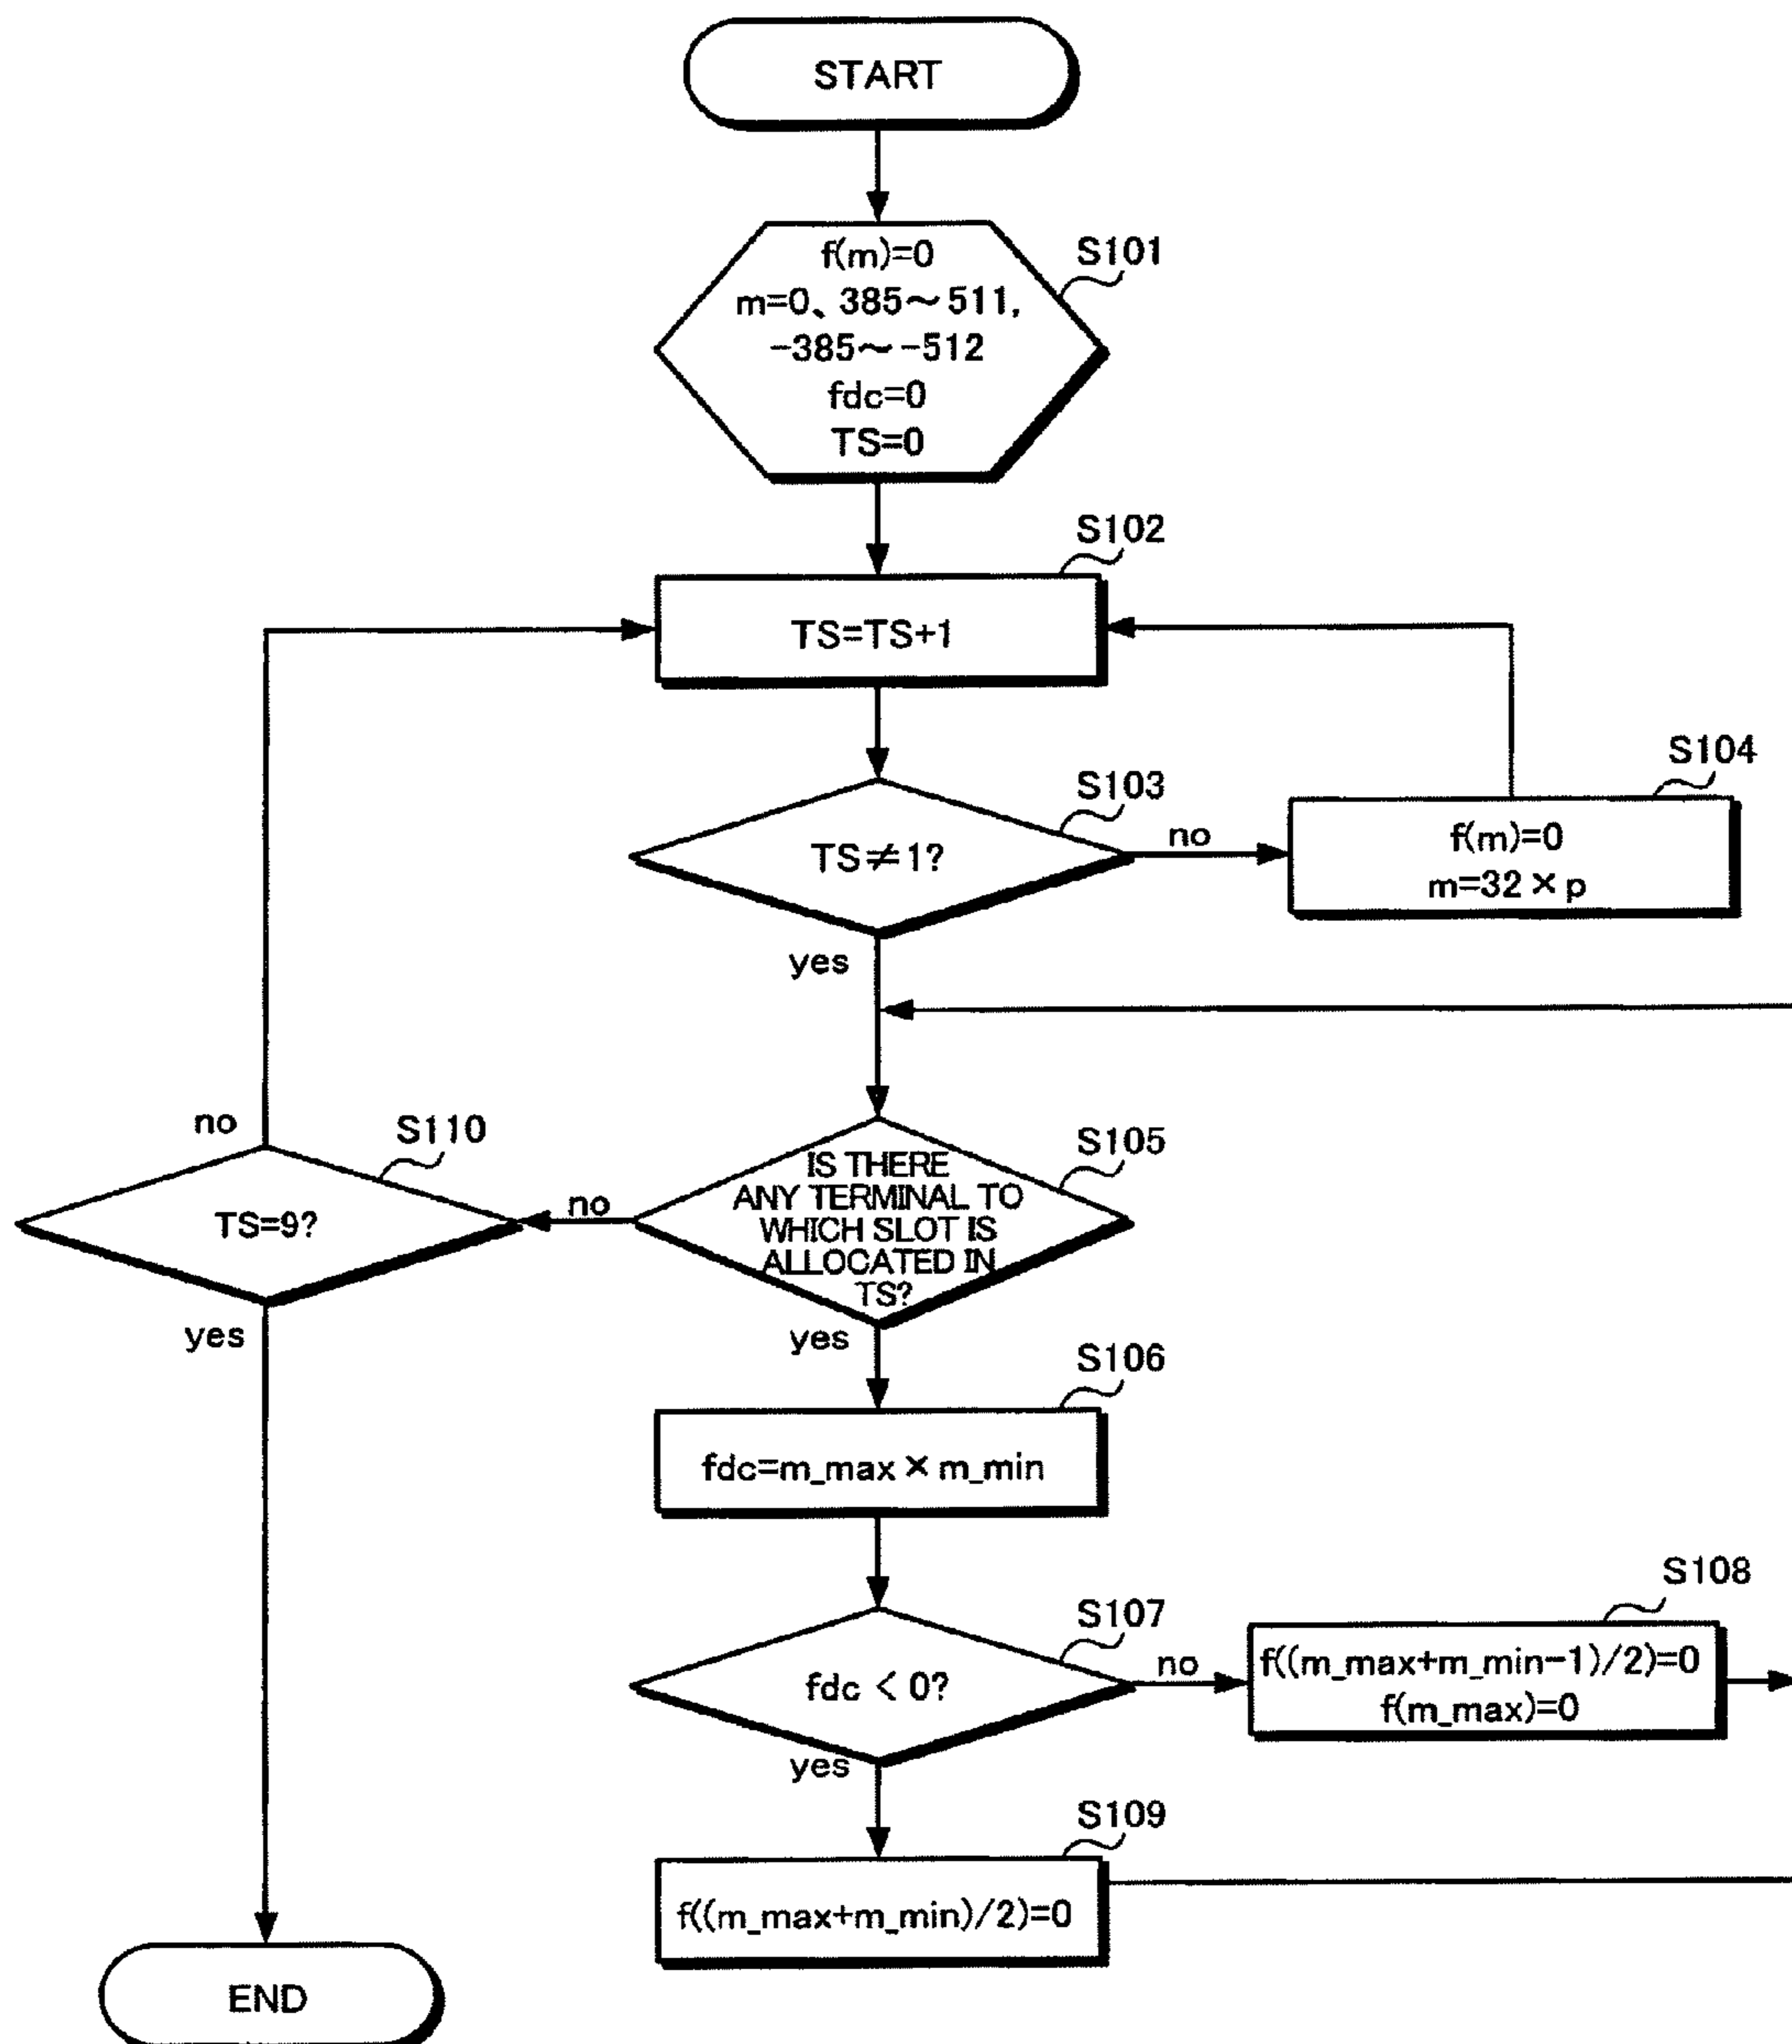 START
f(m)=0
m=0、385～511,
-385～-512
fdc=0
TS=0
S101
S102
TS=TS+1
S103
TS≠1?
no
yes
S104
f(m)=0
m=32×p
S105
IS THERE
ANY TERMINAL TO
WHICH SLOT IS
ALLOCATED IN
TS?
no
yes
S110
TS=9?
no
yes
S106
fdc=m_max×m_min
S107
fdc < 0?
no
yes
S108
f((m_max+m_min-1)/2)=0
f(m_max)=0
S109
f((m_max+m_min)/2)=0
END